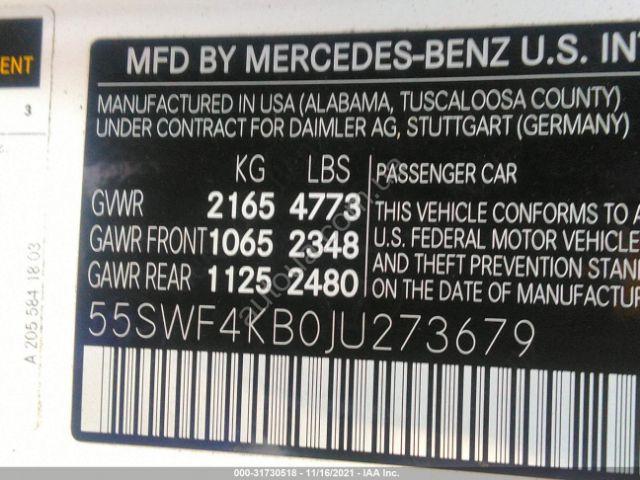 ENT
3
A 205 584 18 03
MFD BY MERCEDES-BENZ U.S. INT
MANUFACTURED IN USA (ALABAMA, TUSCALOOSA COUNTY)
UNDER CONTRACT FOR DAIMLER AG, STUTTGART (GERMANY)
KG LBS
GVWR 2165 4773
GAWR FRONT 1065 2348
GAWR REAR 1125 2480
PASSENGER CAR
THIS VEHICLE CONFORMS TO A
U.S. FEDERAL MOTOR VEHICLE
AND THEFT PREVENTION STAN
ON THE DATE OF MANUFACTUR
55SWF4KB0JU273679
000-31730518 - 11/16/2021 - IAA Inc.